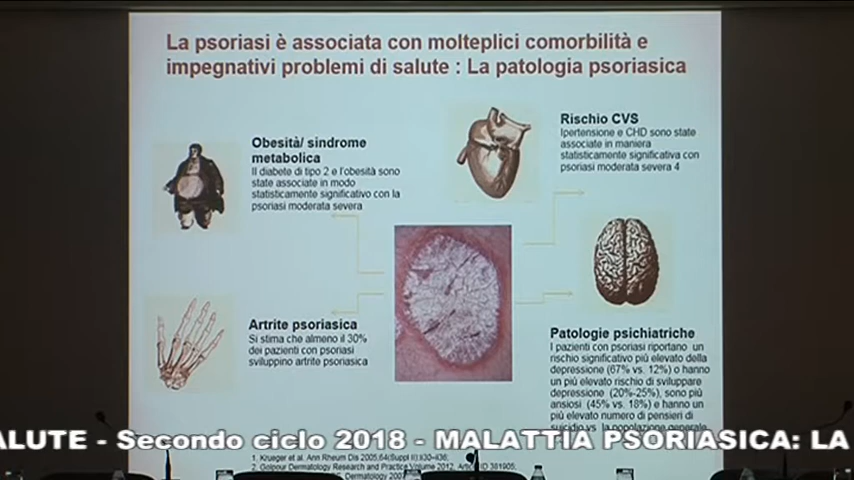 La psoriasi è associata con molteplici comorbilità e
impegnativi problemi di salute : La patologia psoriasica
Obesità/ sindrome
metabolica
Il diabete di tipo 2 e l'obesità sono
state associate in modo
statisticamente significativo con la
psoriasi moderata severa
Rischio CVS
Ipertensione e CHD sono state
associate in maniera
statisticamente significativa con
psoriasi moderata severa 4
Artrite psoriasica
Si stima che almeno il 30%
dei pazienti con psoriasi
sviluppino artrite psoriasica
Patologie psichiatriche
I pazienti con psoriasi riportano un
rischio significativo più elevato della
depressione (67% vs. 12%) o hanno
un più elevato rischio di sviluppare
depressione (20%-25%), sono più
ansiosi (45% vs. 18%) e hanno un
più elevato numero di pensieri di
suicidio vs la popolazione generale
ALUTE - Secondo ciclo 2018 - MALATTIA PSORIASICA: LA
1. Krueger et al. Ann Rheum Dis 2005;64(Suppl II):ii30–ii36;
2. Golpour Dermatology Research and Practice Volume 2012, ID 381905;
Dermatology